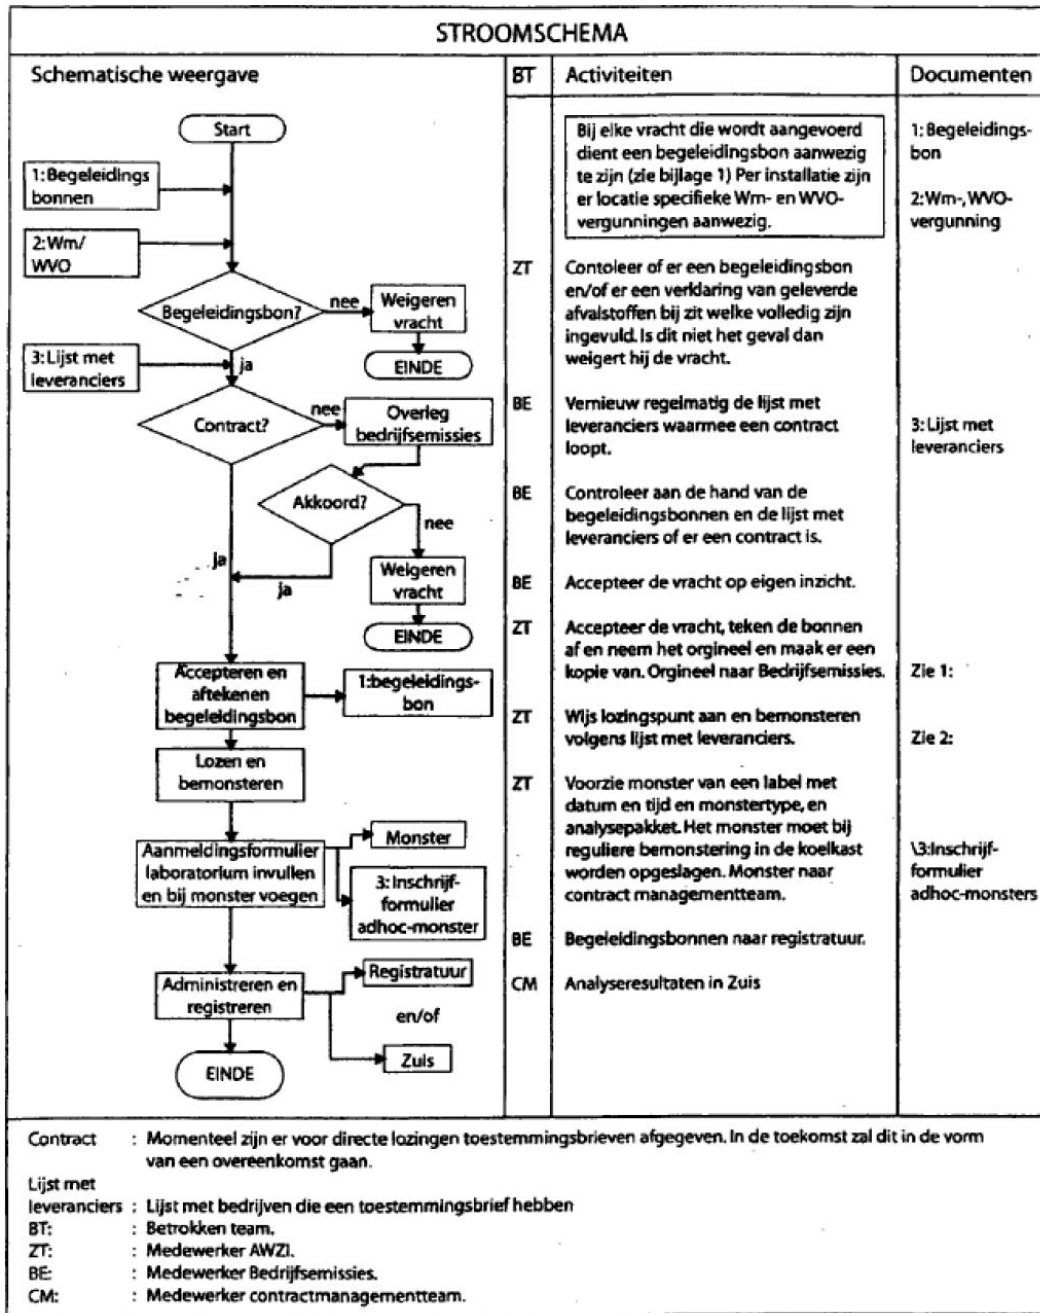 STROOMSCHEMA
Schematische weergave
Start
1: Begeleidings
bonnen
2: Wm/
WVO
Begeleidingsbon?
nee
Weigeren
vracht
EINDE
ja
3: Lijst met
leveranciers
Contract?
nee
Overleg
bedrijfsemissies
Akkoord?
nee
ja
ja
Weigeren
vracht
EINDE
Accepteren en
aftekenen
begeleidingsbon
1:begeleidings-
bon
Lozen en
bemonsteren
Aanmeldingsformulier
laboratorium invullen
en bij monster voegen
Monster
3: Inschrijf-
formulier
adhoc-monster
Administreren en
registreren
Registratuur
en/of
Zuis
EINDE
BT
Activiteiten
Documenten
Bij elke vracht die wordt aangevoerd
dient een begeleidingsbon aanwezig
te zijn (zie bijlage 1) Per installatie zijn
er locatie specifieke Wm- en WVO-
vergunningen aanwezig.
1: Begeleidings-
bon
2: Wm-, WVO-
vergunning
ZT
Contoleer of er een begeleidingsbon
en/of er een verklaring van geleverde
afvalstoffen bij zit welke volledig zijn
ingevuld. Is dit niet het geval dan
weigert hij de vracht.
BE
Vernieuw regelmatig de lijst met
leveranciers waarmee een contract
loopt.
3: Lijst met
leveranciers
BE
Controleer aan de hand van de
begeleidingsbonnen en de lijst met
leveranciers of er een contract is.
BE
Accepteer de vracht op eigen inzicht.
ZT
Accepteer de vracht, teken de bonnen
af en neem het orgineel en maak er een
kopie van. Orgineel naar Bedrijfsemissies.
Zie 1:
ZT
Wijs lozingspunt aan en bemonsteren
volgens lijst met leveranciers.
Zie 2:
ZT
Voorzie monster van een label met
datum en tijd en monstertype, en
analysepakket. Het monster moet bij
reguliere bemonstering in de koelkast
worden opgeslagen. Monster naar
contract managementteam.
\3:Inschrijf-
formulier
adhoc-monsters
BE
Begeleidingsbonnen naar registratuur.
CM
Analyseresultaten in Zuis
Contract : Momenteel zijn er voor directe lozingen toestemmingsbrieven afgegeven. In de toekomst zal dit in de vorm
van een overeenkomst gaan.
Lijst met
leveranciers : Lijst met bedrijven die een toestemmingsbrief hebben
BT: : Betrokken team.
ZT: : Medewerker AWZI.
BE: : Medewerker Bedrijfsemissies.
CM: : Medewerker contractmanagementteam.